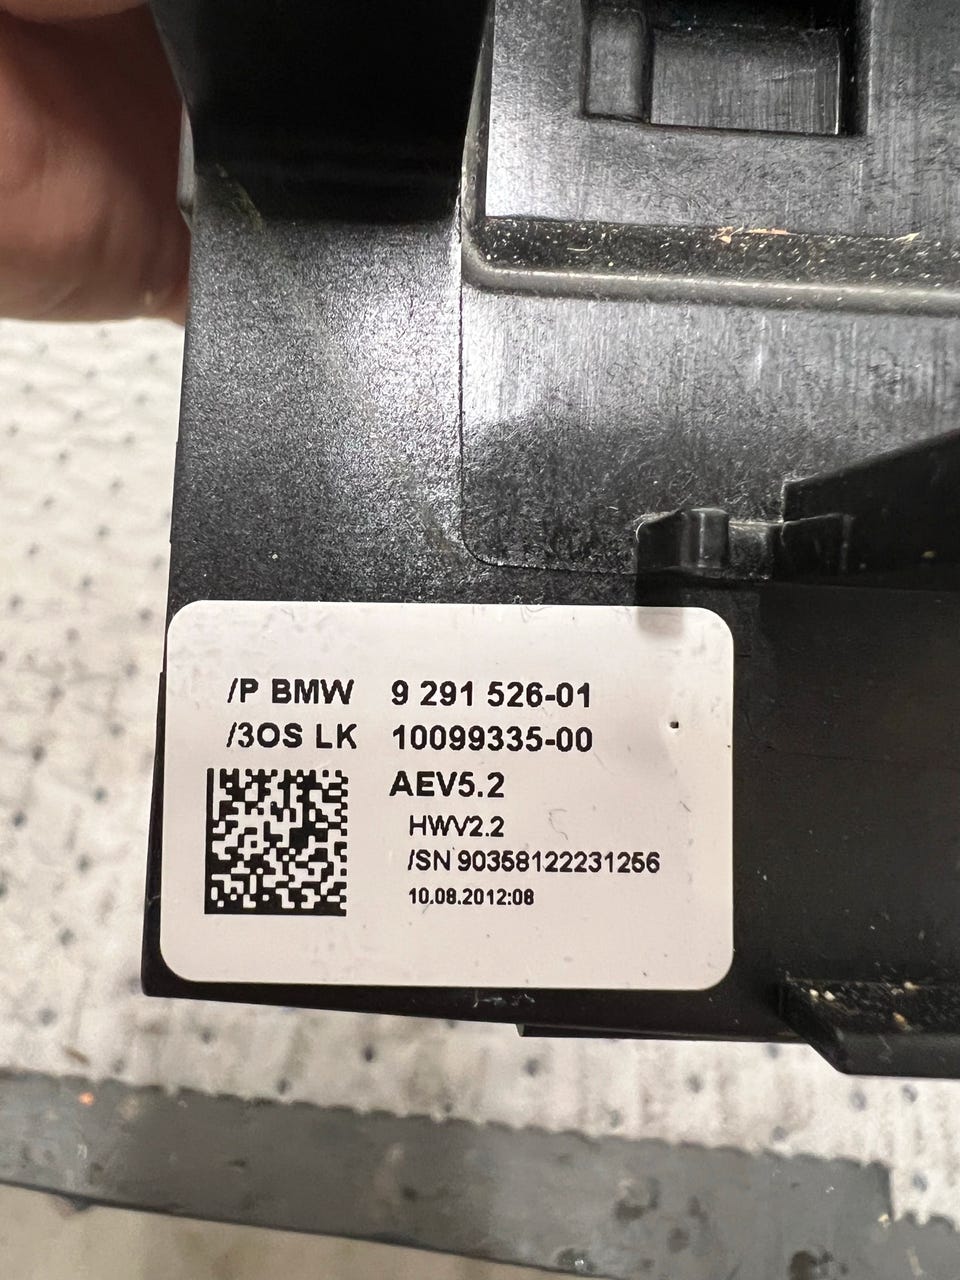 /P BMW 9 291 526-01
/3OS LK 10099335-00
AEV5.2
HWV2.2
/SN 90358122231256
10.08.2012:08